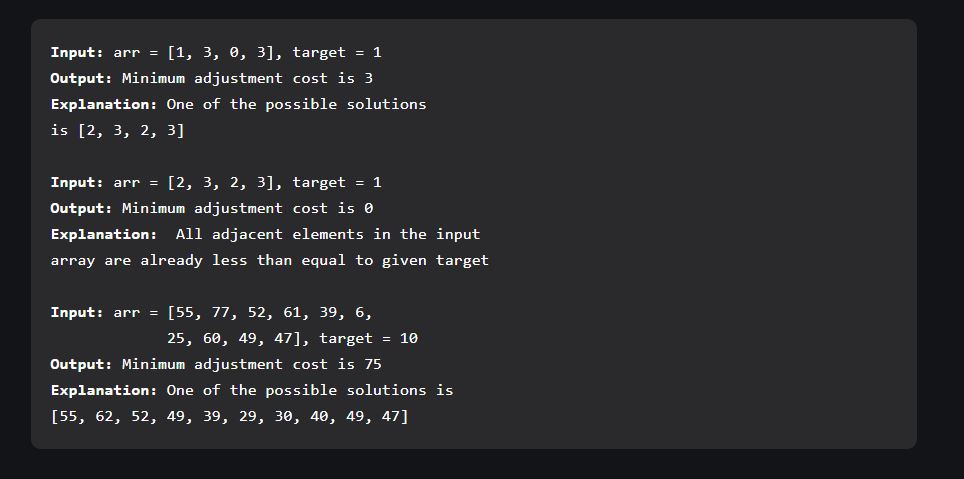 Input: arr = [1, 3, 0, 3], target = 1
Output: Minimum adjustment cost is 3
Explanation: One of the possible solutions
is [2, 3, 2, 3]
Input: arr = [2, 3, 2, 3], target = 1
Output: Minimum adjustment cost is 0
Explanation:  All adjacent elements in the input
array are already less than equal to given target
Input: arr = [55, 77, 52, 61, 39, 6,
25, 60, 49, 47], target = 10
Output: Minimum adjustment cost is 75
Explanation: One of the possible solutions is
[55, 62, 52, 49, 39, 29, 30, 40, 49, 47]